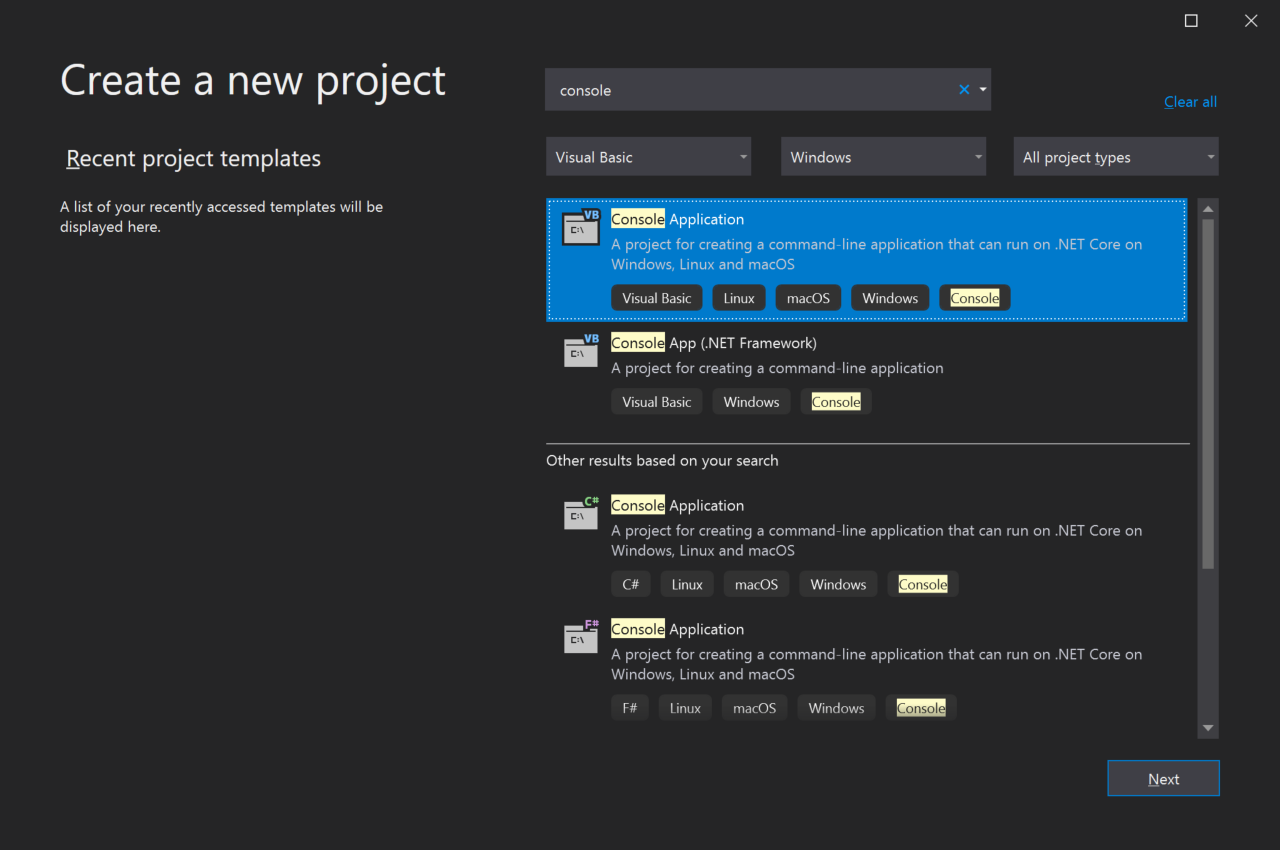 Create a new project
console
Clear all
Recent project templates
A list of your recently accessed templates will be
displayed here.
Visual Basic
Windows
All project types
VB
C:\
Console Application
A project for creating a command-line application that can run on .NET Core on
Windows, Linux and macOS
Visual Basic Linux macOS Windows Console
VB
C:\
Console App (.NET Framework)
A project for creating a command-line application
Visual Basic Windows Console
Other results based on your search
C#
C:\
Console Application
A project for creating a command-line application that can run on .NET Core on
Windows, Linux and macOS
C# Linux macOS Windows Console
F#
C:\
Console Application
A project for creating a command-line application that can run on .NET Core on
Windows, Linux and macOS
F# Linux macOS Windows Console
Next